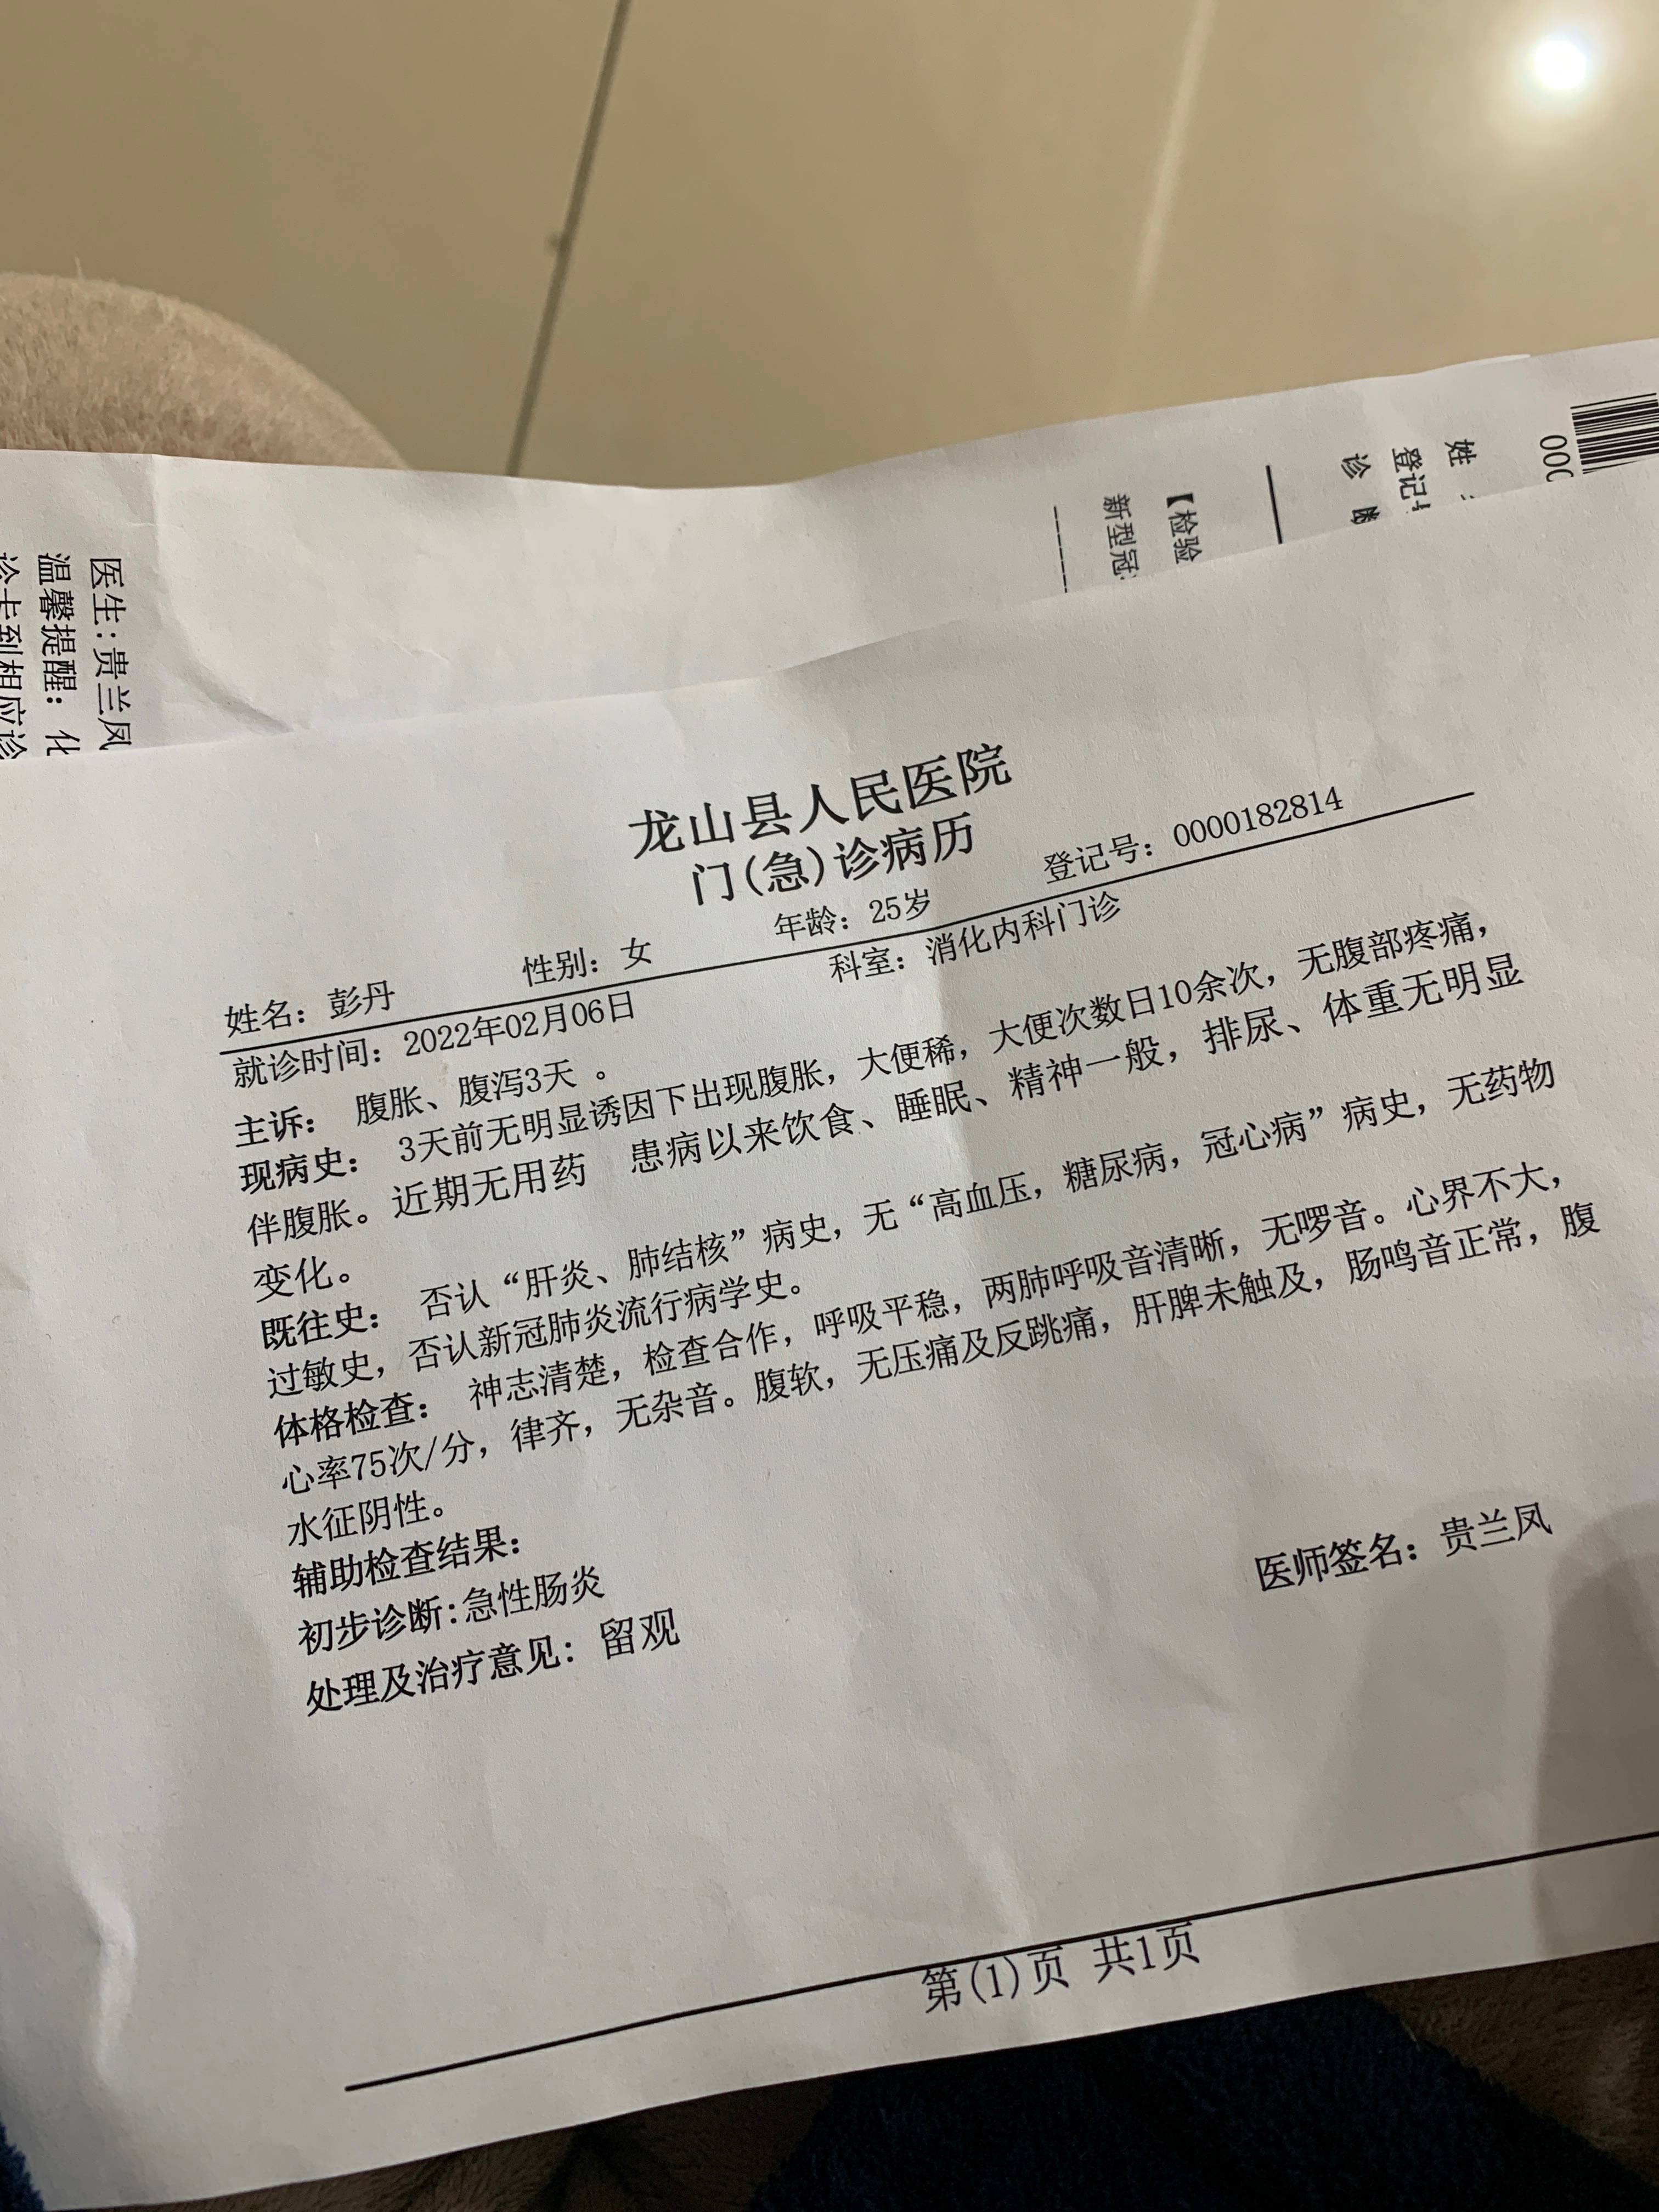 医生:贵兰凤
温馨提醒: 化
诊卡到相应诊
000
姓
登记号
诊 断
【检验
新型冠
龙山县人民医院
门(急)诊病历
姓名: 彭丹 性别: 女 年龄: 25岁 登记号: 0000182814
就诊时间: 2022年02月06日 科室: 消化内科门诊
主诉: 腹胀、腹泻3天 。
现病史: 3天前无明显诱因下出现腹胀，大便稀，大便次数日10余次，无腹部疼痛，
伴腹胀。近期无用药 患病以来饮食、睡眠、精神一般，排尿、体重无明显
变化。
既往史: 否认“肝炎、肺结核”病史，无“高血压，糖尿病，冠心病”病史，无药物
过敏史，否认新冠肺炎流行病学史。
体格检查: 神志清楚，检查合作，呼吸平稳，两肺呼吸音清晰，无啰音。心界不大，
心率75次/分，律齐，无杂音。腹软，无压痛及反跳痛，肝脾未触及，肠鸣音正常，腹
水征阴性。
辅助检查结果:
初步诊断:急性肠炎
处理及治疗意见: 留观
医师签名: 贵兰凤
第(1)页 共1页